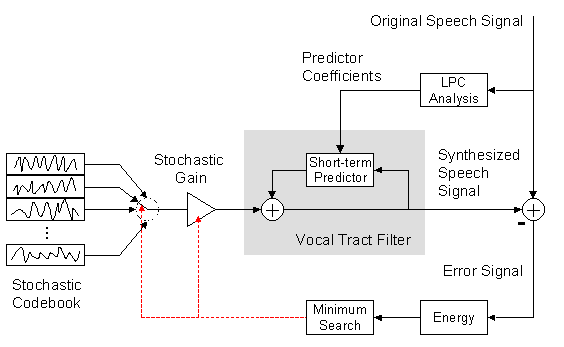 Original Speech Signal
Predictor
Coefficients
LPC
Analysis
Stochastic
Gain
Short-term
Predictor
Synthesized
Speech
Signal
Vocal Tract Filter
-
Stochastic
Codebook
Error Signal
Minimum
Search
Energy